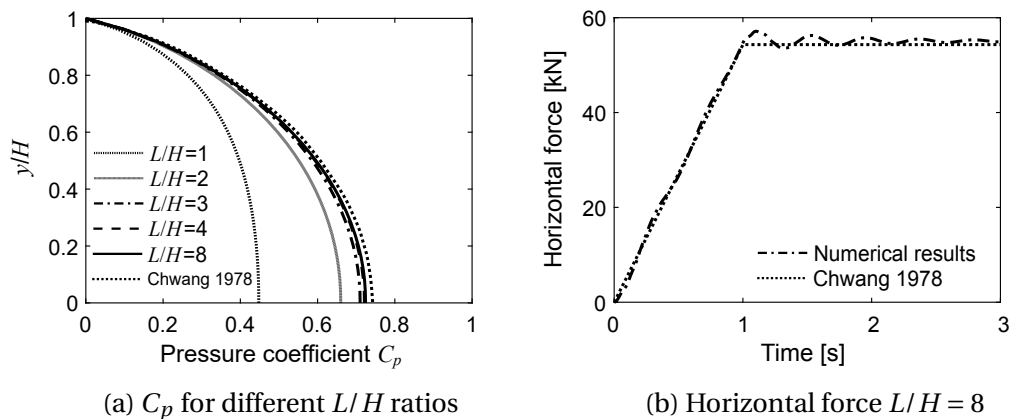 1
0.8
0.6
0.4
0.2
0
y/H
L/H=1
L/H=2
L/H=3
L/H=4
L/H=8
Chwang 1978
0 0.2 0.4 0.6 0.8 1
Pressure coefficient Cp
(a) Cp for different L/H ratios
60
40
20
0
Horizontal force [kN]
Numerical results
Chwang 1978
0 1 2 3
Time [s]
(b) Horizontal force L/H = 8